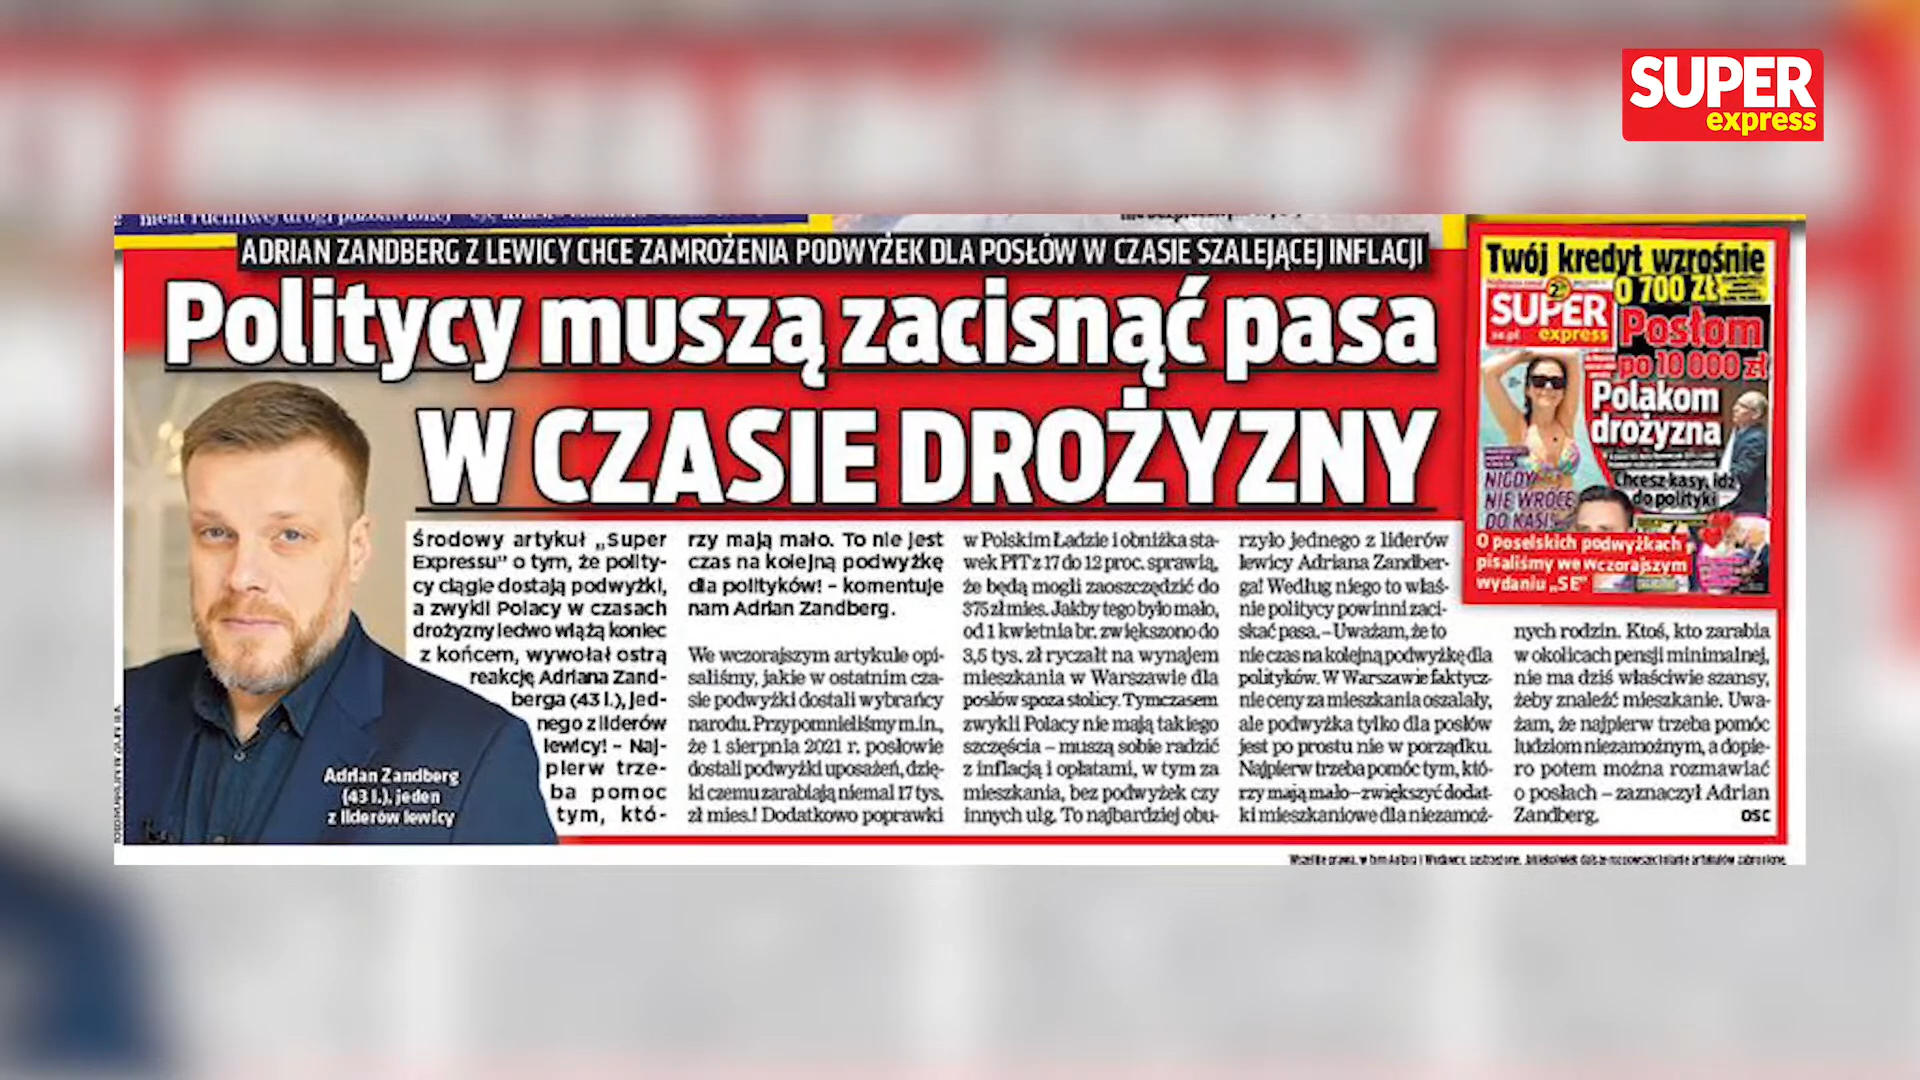 SUPER
express
ADRIAN ZANDBERG Z LEWICY CHCE ZAMROŻENIA PODWYŻEK DLA POSŁÓW W CZASIE SZALEJĄCEJ INFLACJI
Politycy muszą zacisnąć pasa
W CZASIE DROŻYZNY
Środowy artykuł „Super
Expressu” o tym, że polity-
cy ciągle dostają podwyżki,
a zwykli Polacy w czasach
drożyzny ledwo wiążą koniec
z końcem, wywołał ostrą
reakcję Adriana Zand-
berga (43 l.), jed-
nego z liderów
lewicy! – Naj-
pierw trze-
ba pomoc
tym, któ-
rzy mają mało. To nie jest
czas na kolejną podwyżkę
dla polityków! – komentuje
nam Adrian Zandberg.
We wczorajszym artykule opi-
saliśmy, jakie w ostatnim cza-
sie podwyżki dostali wybrańcy
narodu. Przypomnieliśmy m.in.,
że 1 sierpnia 2021 r. posłowie
dostali podwyżki uposażeń, dzię-
ki czemu zarabiają niemal 17 tys.
zł mies.! Dodatkowo poprawki
w Polskim Ładzie i obniżka sta-
wek PIT z 17 do 12 proc. sprawią,
że będą mogli zaoszczędzić do
375 zł mies. Jakby tego było mało,
od 1 kwietnia br. zwiększono do
3,5 tys. zł ryczałt na wynajem
mieszkania w Warszawie dla
posłów spoza stolicy. Tymczasem
zwykli Polacy nie mają takiego
szczęścia – muszą sobie radzić
z inflacją i opłatami, w tym za
mieszkania, bez podwyżek czy
innych ulg. To najbardziej obu-
rzyło jednego z liderów
lewicy Adriana Zandber-
ga! Według niego to właś-
nie politycy powinni zaci-
skać pasa. – Uważam, że to
nie czas na kolejną podwyżkę dla
polityków. W Warszawie faktycz-
nie ceny za mieszkania oszalały,
ale podwyżka tylko dla posłów
jest po prostu nie w porządku.
Najpierw trzeba pomóc tym, któ-
rzy mają mało – zwiększyć dodat-
ki mieszkaniowe dla niezamoż-
nych rodzin. Ktoś, kto zarabia
w okolicach pensji minimalnej,
nie ma dziś właściwie szansy,
żeby znaleźć mieszkanie. Uwa-
żam, że najpierw trzeba pomóc
ludziom niezamożnym, a dopie-
ro potem można rozmawiać
o posłach – zaznaczył Adrian
Zandberg.
OSC
Adrian Zandberg
(43 l.), jeden
z liderów lewicy
Twój kredyt wzrośnie
o 700 zł
SUPER
express
se.pl
Posłom
po 10 000 zł
Polakom
drożyzna
Chcesz kasy, idź
do polityki
NIGDY
NIE WRÓCĘ
DO KASI!
O poselskich podwyżkach
pisaliśmy we wczorajszym
wydaniu „SE”